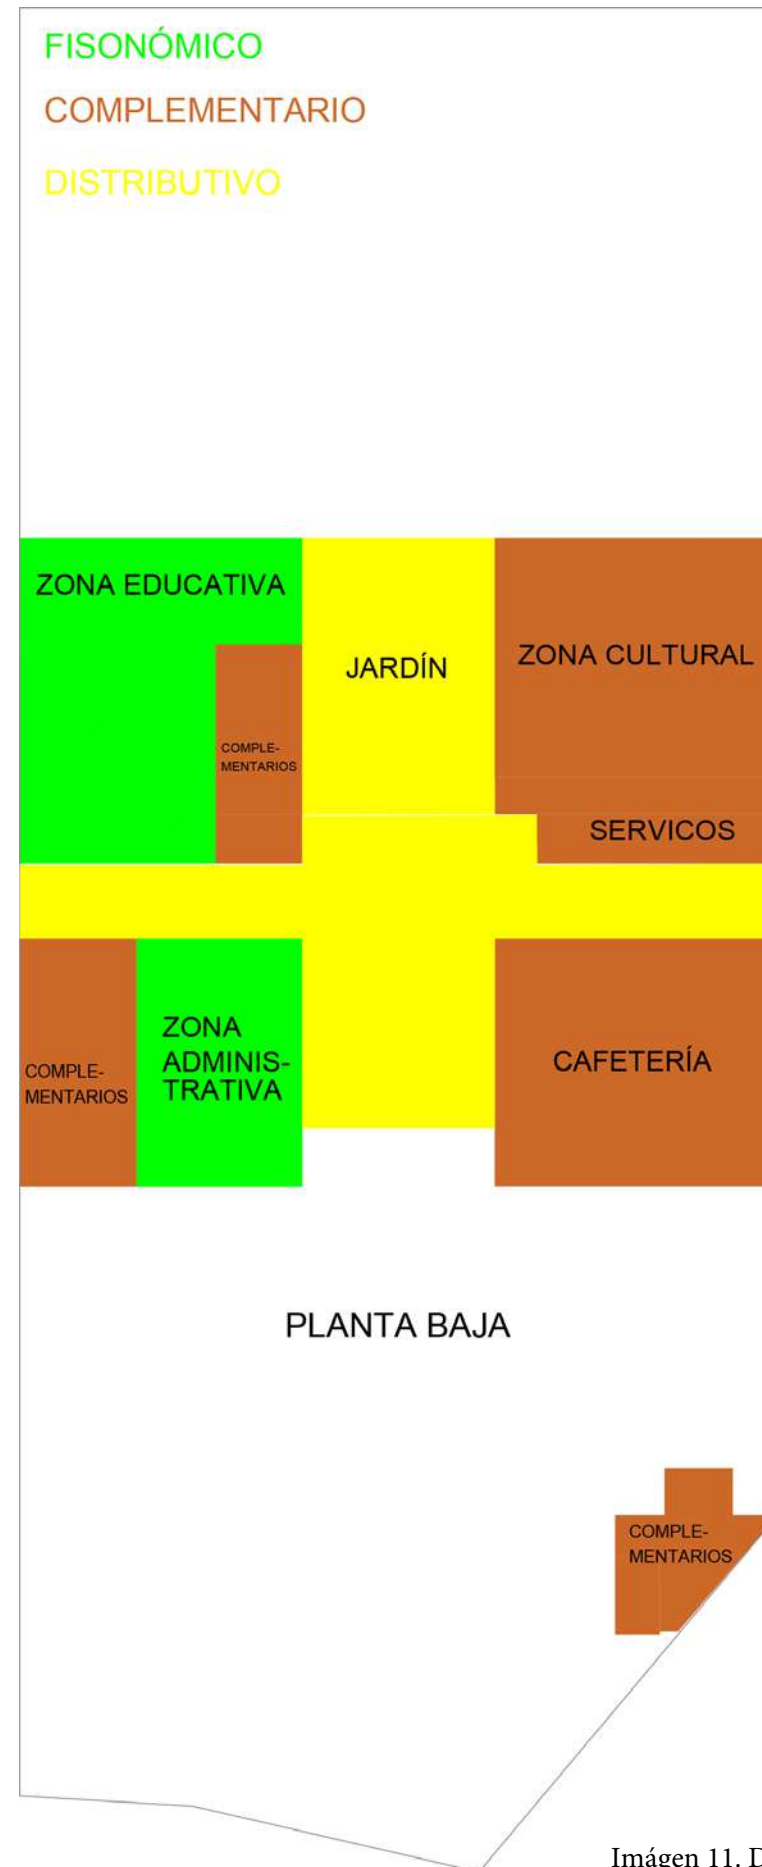 FISONÓMICO
COMPLEMENTARIO
DISTRIBUTIVO
ZONA EDUCATIVA
JARDÍN
ZONA CULTURAL
COMPLE-
MENTARIOS
SERVICOS
ZONA
ADMINIS-
TRATIVA
COMPLE-
MENTARIOS
CAFETERÍA
PLANTA BAJA
COMPLE-
MENTARIOS
Imágen 11. D